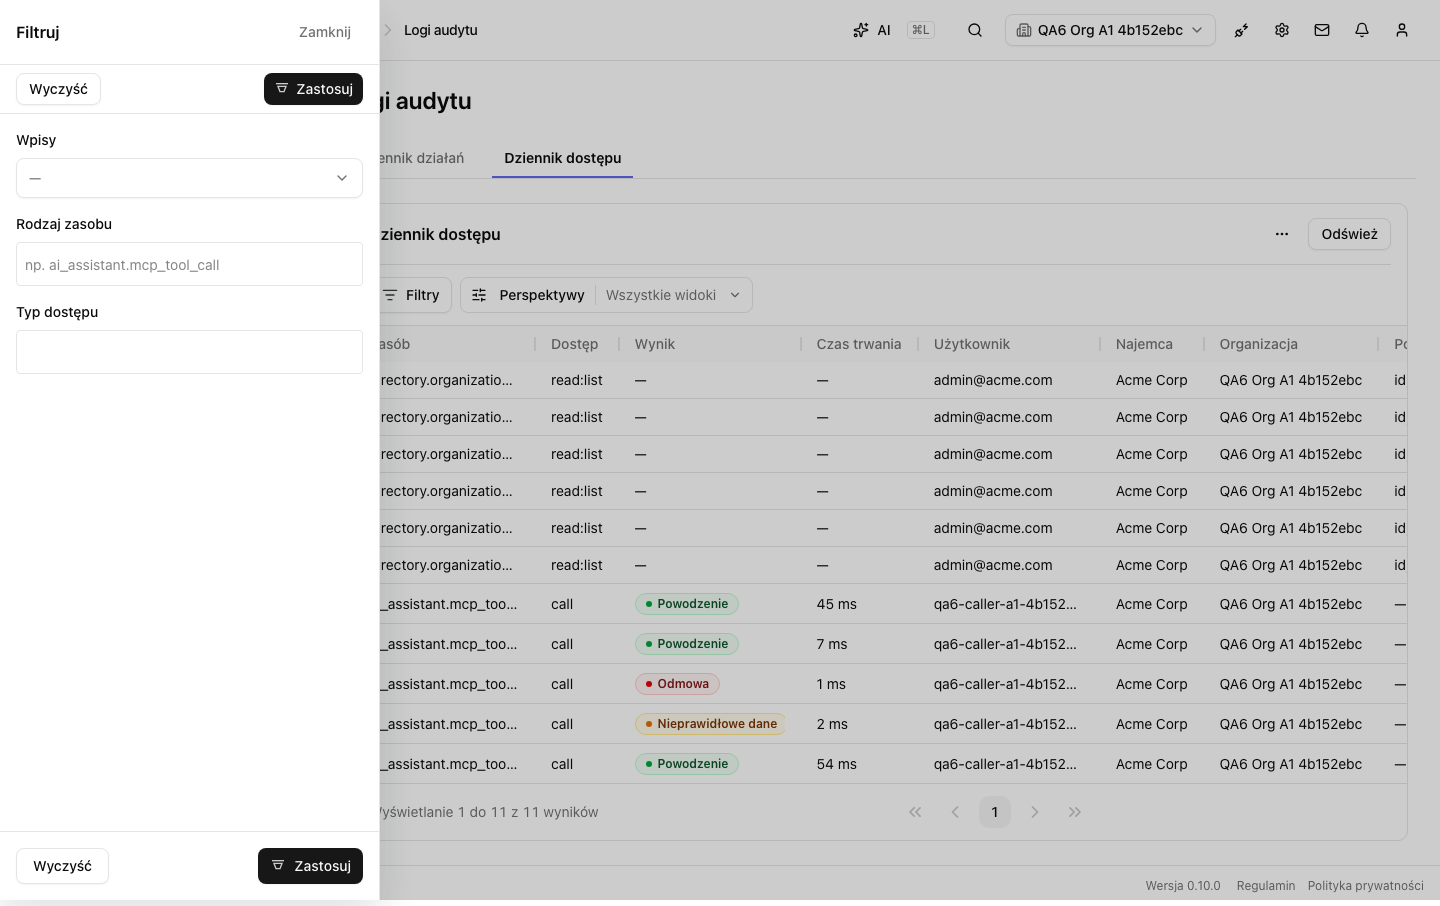 Filtruj
Zamknij
Wyczyść
Zastosuj
Wpisy
—
Rodzaj zasobu
np. ai_assistant.mcp_tool_call
Typ dostępu
Wyczyść
Zastosuj
Logi audytu
AI
⌘L
QA6 Org A1 4b152ebc
gi audytu
ennik działań
Dziennik dostępu
ziennik dostępu
Odśwież
Filtry
Perspektywy
Wszystkie widoki
asób Dostęp Wynik Czas trwania Użytkownik Najemca Organizacja Po
rectory.organizatio... read:list — — admin@acme.com Acme Corp QA6 Org A1 4b152ebc id
rectory.organizatio... read:list — — admin@acme.com Acme Corp QA6 Org A1 4b152ebc id
rectory.organizatio... read:list — — admin@acme.com Acme Corp QA6 Org A1 4b152ebc id
rectory.organizatio... read:list — — admin@acme.com Acme Corp QA6 Org A1 4b152ebc id
rectory.organizatio... read:list — — admin@acme.com Acme Corp QA6 Org A1 4b152ebc id
rectory.organizatio... read:list — — admin@acme.com Acme Corp QA6 Org A1 4b152ebc id
_assistant.mcp_too... call Powodzenie 45 ms qa6-caller-a1-4b152... Acme Corp QA6 Org A1 4b152ebc —
_assistant.mcp_too... call Powodzenie 7 ms qa6-caller-a1-4b152... Acme Corp QA6 Org A1 4b152ebc —
_assistant.mcp_too... call Odmowa 1 ms qa6-caller-a1-4b152... Acme Corp QA6 Org A1 4b152ebc —
_assistant.mcp_too... call Nieprawidłowe dane 2 ms qa6-caller-a1-4b152... Acme Corp QA6 Org A1 4b152ebc —
_assistant.mcp_too... call Powodzenie 54 ms qa6-caller-a1-4b152... Acme Corp QA6 Org A1 4b152ebc —
yświetlanie 1 do 11 z 11 wyników
1
Wersja 0.10.0 Regulamin Polityka prywatności